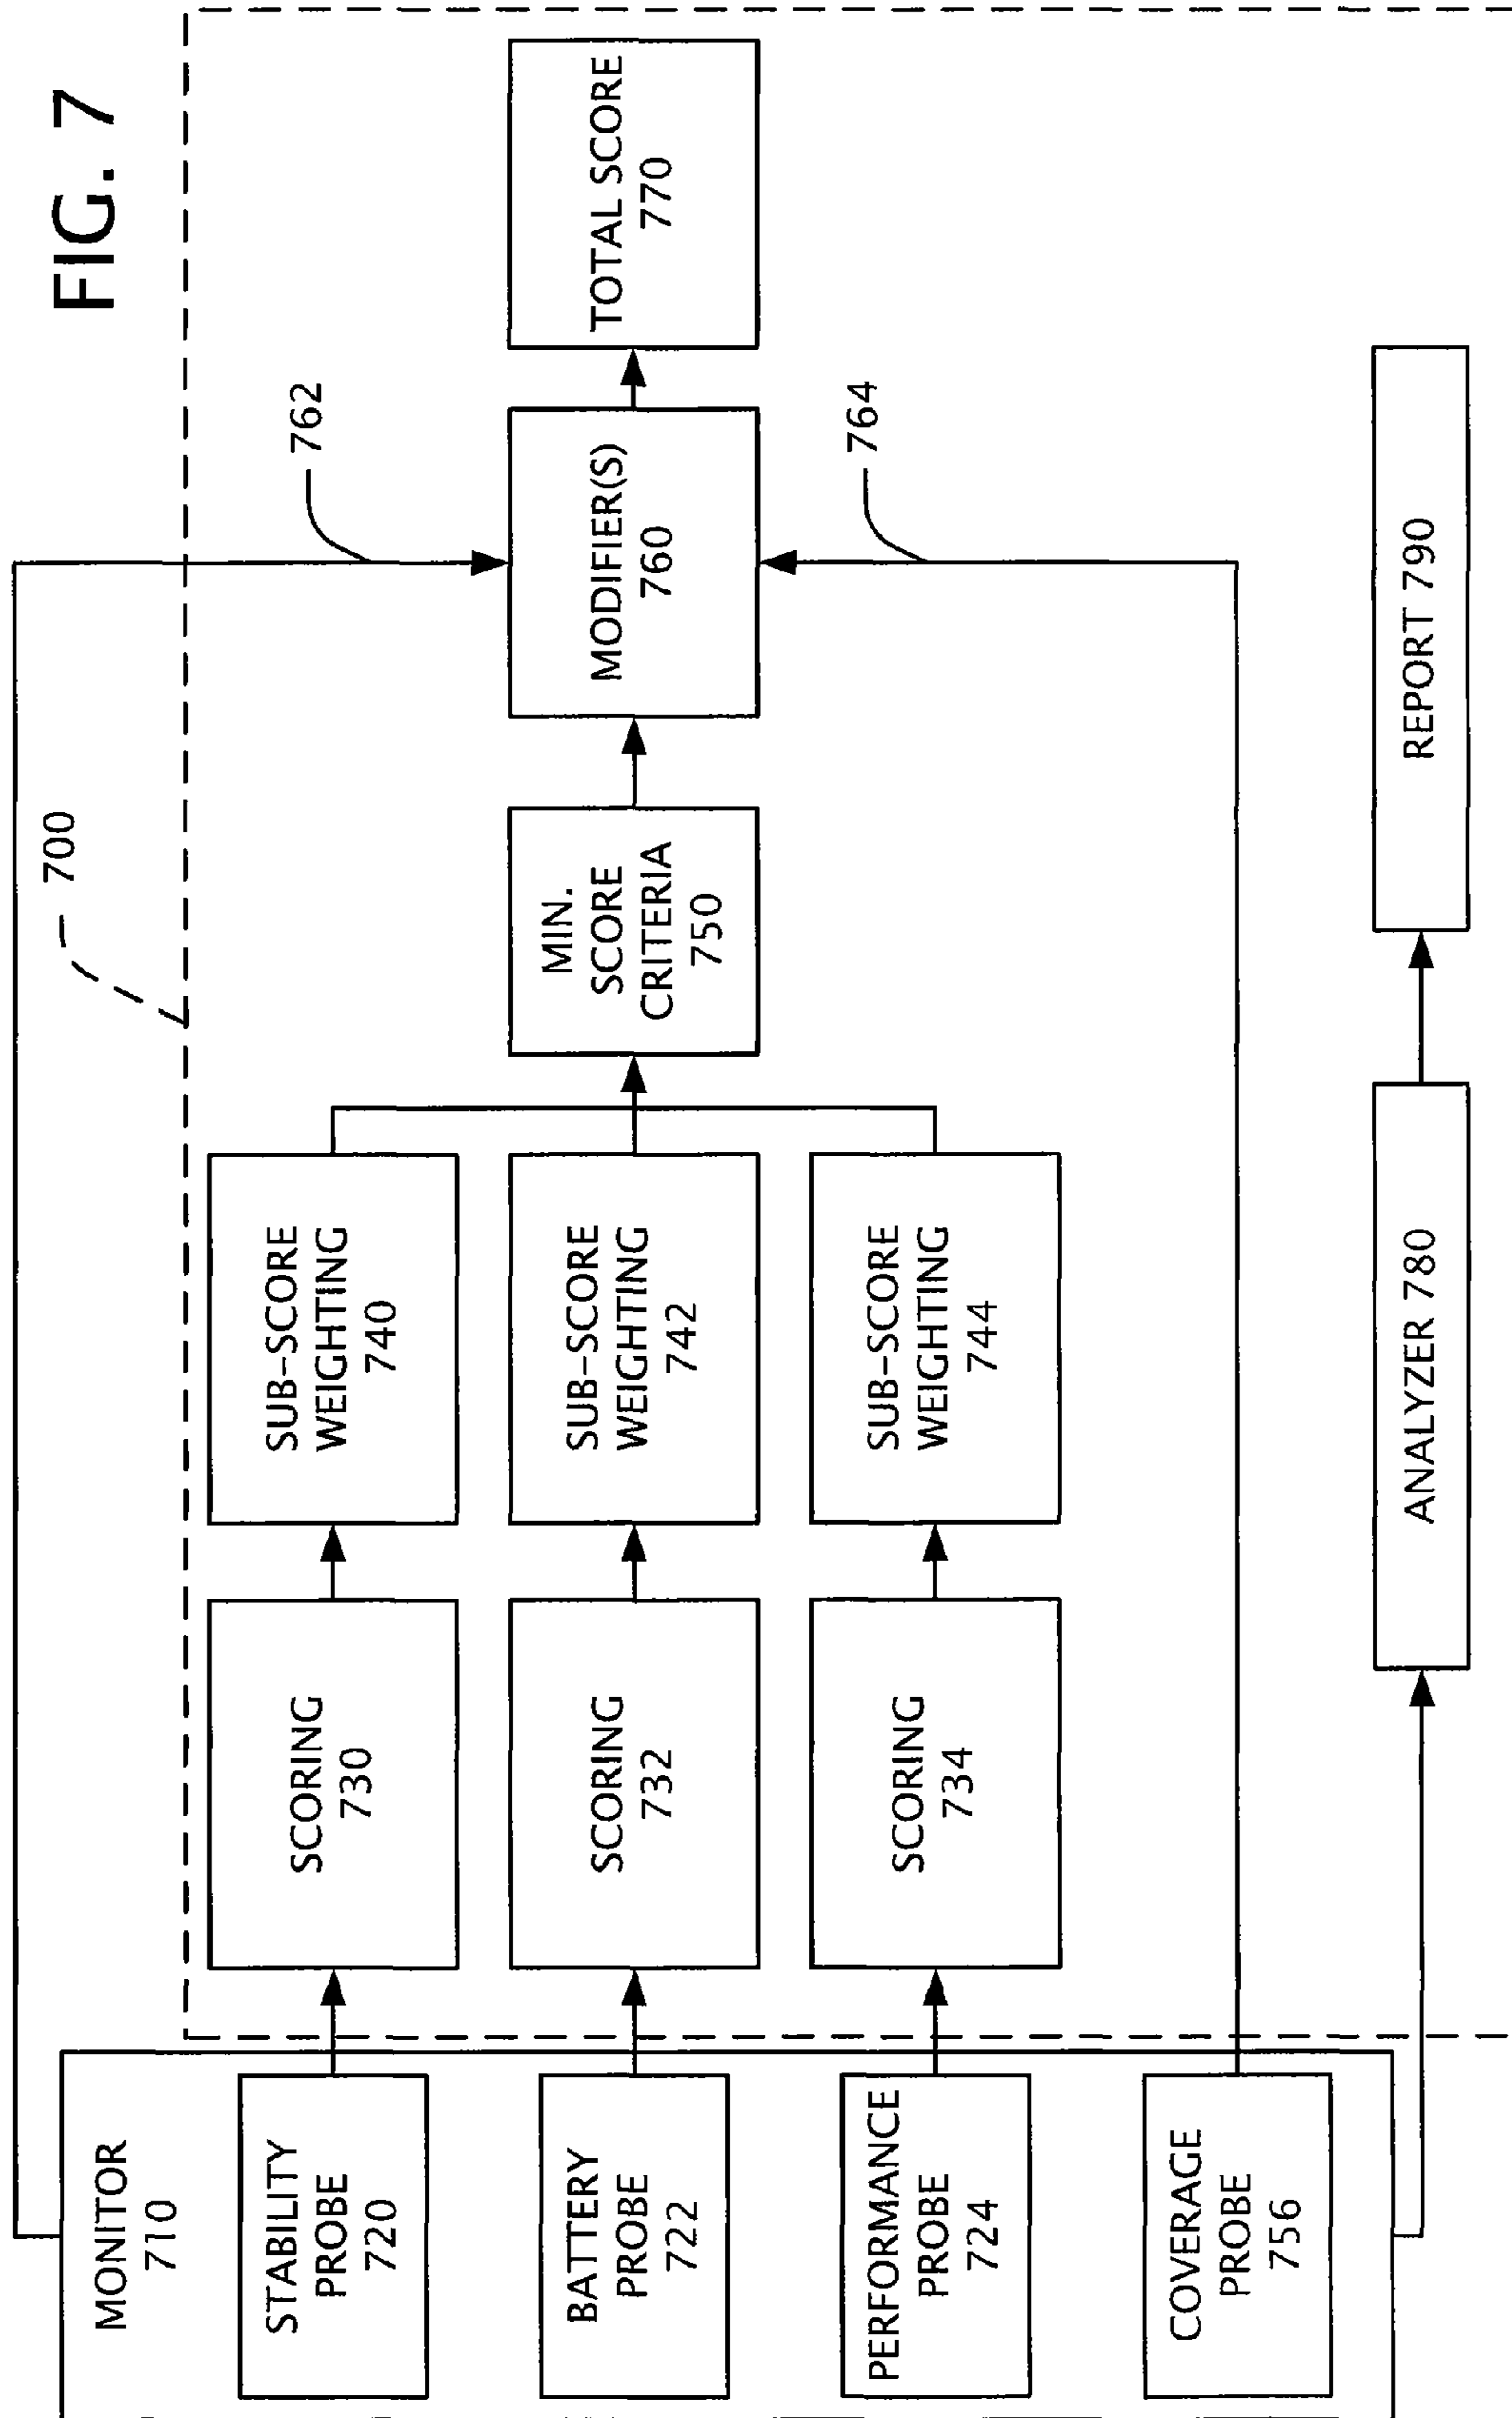 FIG. 7
700
MONITOR
710
STABILITY
PROBE
720
BATTERY
PROBE
722
PERFORMANCE
PROBE
724
COVERAGE
PROBE
756
SCORING
730
SCORING
732
SCORING
734
SUB-SCORE
WEIGHTING
740
SUB-SCORE
WEIGHTING
742
SUB-SCORE
WEIGHTING
744
MIN.
SCORE
CRITERIA
750
762
MODIFIER(S)
760
764
TOTAL SCORE
770
ANALYZER 780
REPORT 790